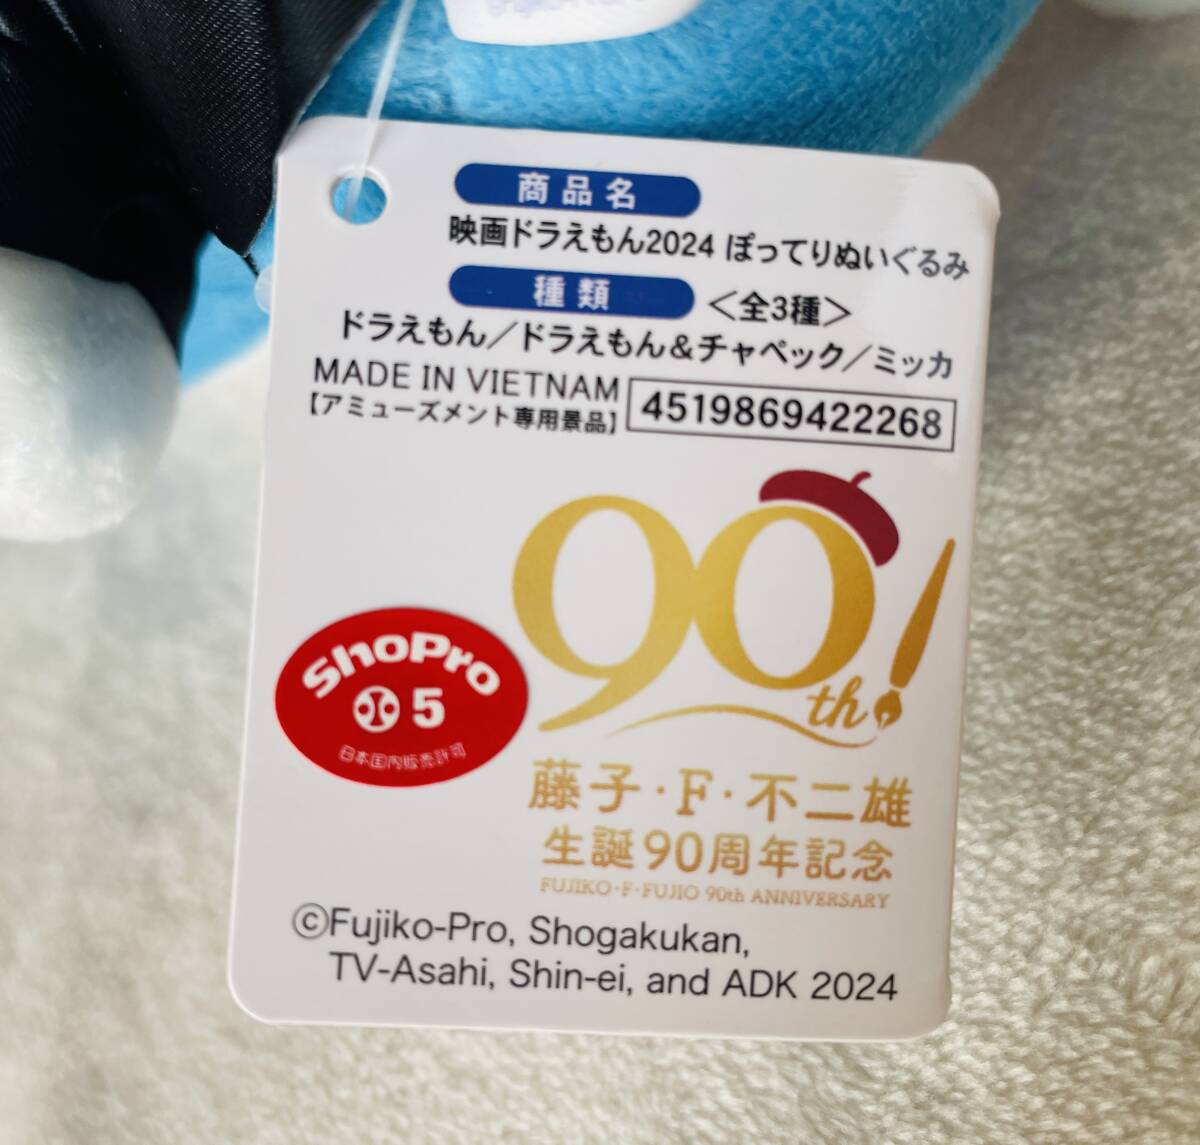 商品名
映画ドラえもん2024 ぽってりぬいぐるみ
種類 <全3種>
ドラえもん/ドラえもん&チャペック/ミッカ
MADE IN VIETNAM
【アミューズメント専用景品】
4519869422268
90th!
ShoPro
5
日本国内販売許可
藤子・F・不二雄
生誕90周年記念
FUJIKO・F・FUJIO 90th ANNIVERSARY
©Fujiko-Pro, Shogakukan,
TV-Asahi, Shin-ei, and ADK 2024